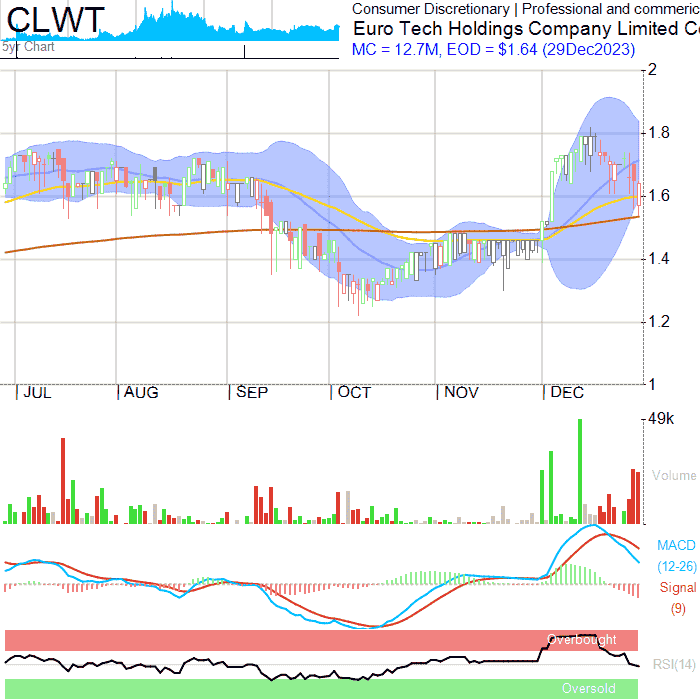 CLWT
5yr Chart
Consumer Discretionary | Professional and commeric
Euro Tech Holdings Company Limited Co
MC = 12.7M, EOD = $1.64 (29Dec2023)
2
1.8
1.6
1.4
1.2
1
JUL AUG SEP OCT NOV DEC
49k
Volume
MACD
(12-26)
Signal
(9)
Overbought
RSI(14)
Oversold